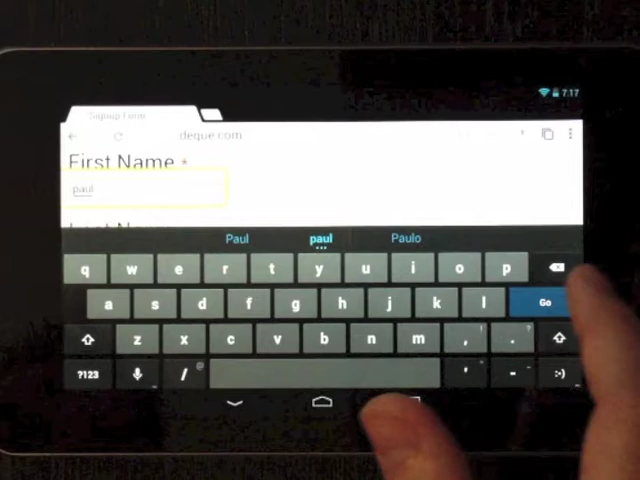 7:17
Signup Form
deque.com
First Name *
paul
Paul paul Paulo
q w e r t y u i o p
a s d f g h j k l Go
z x c v b n m , ! . ?
?123 / @ ' - :-)